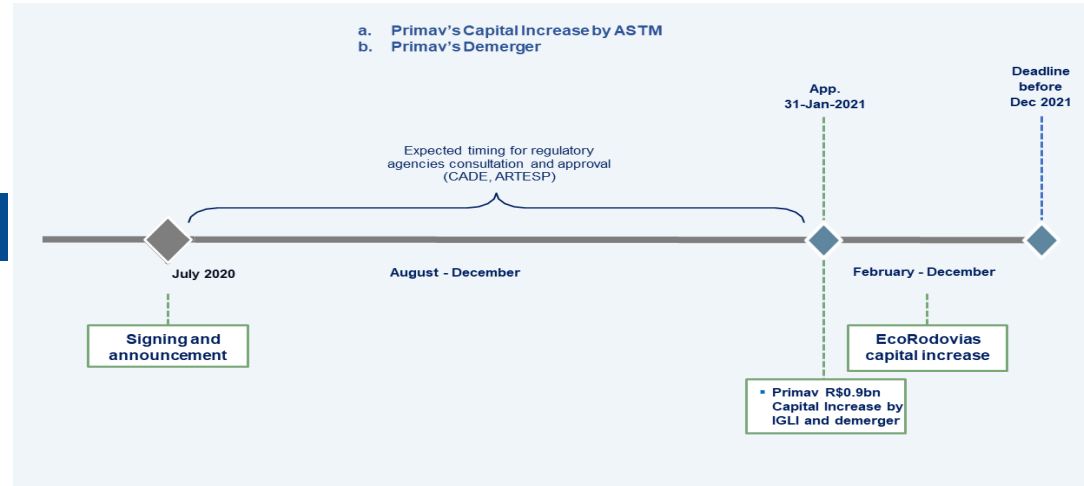 a. Primav's Capital Increase by ASTM
b. Primav's Demerger
Deadline
before
Dec 2021
App.
31-Jan-2021
Expected timing for regulatory
agencies consultation and approval
(CADE, ARTESP)
July 2020
August - December
February - December
Signing and
announcement
EcoRodovias
capital increase
▪ Primav R$0.9bn
Capital Increase by
IGLI and demerger